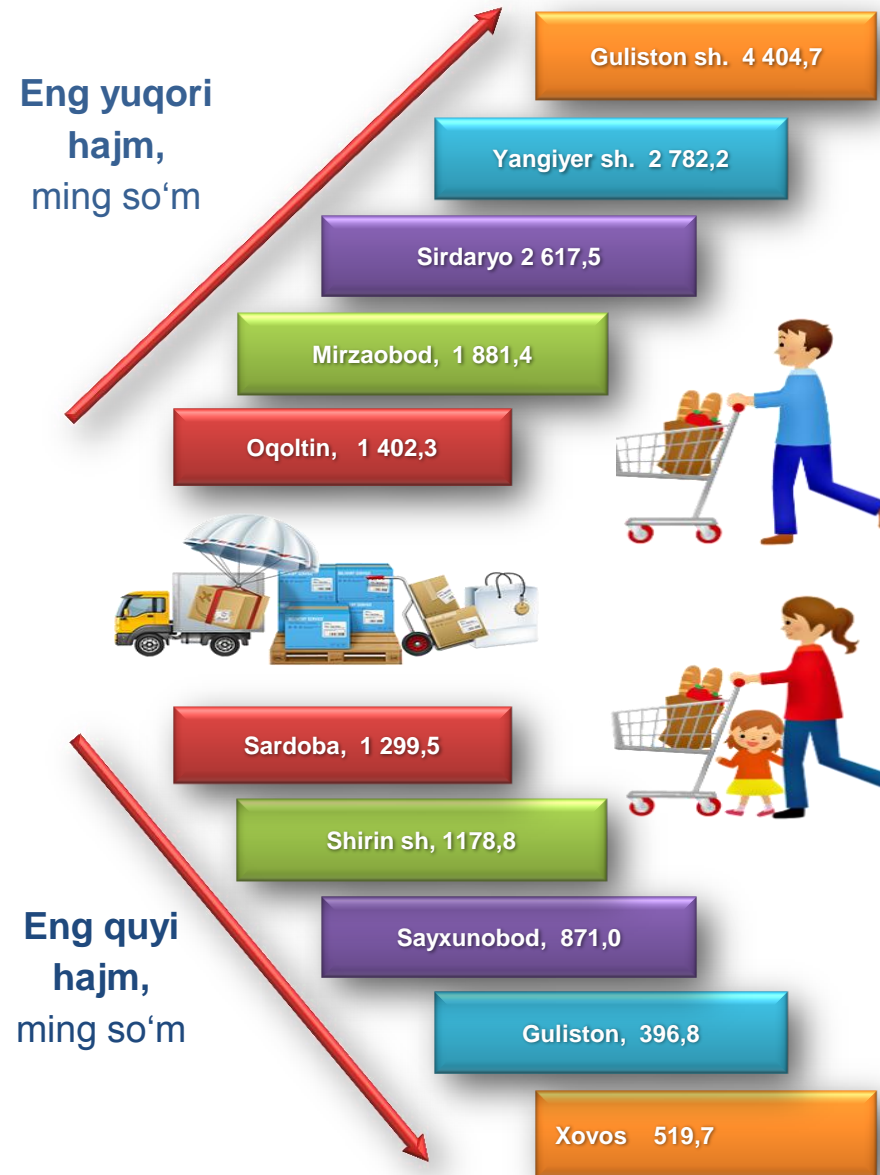 Eng yuqori
hajm,
ming so‘m
Guliston sh. 4 404,7
Yangiyer sh. 2 782,2
Sirdaryo 2 617,5
Mirzaobod, 1 881,4
Oqoltin, 1 402,3
Sardoba, 1 299,5
Shirin sh, 1178,8
Sayxunobod, 871,0
Guliston, 396,8
Xovos 519,7
Eng quyi
hajm,
ming so‘m